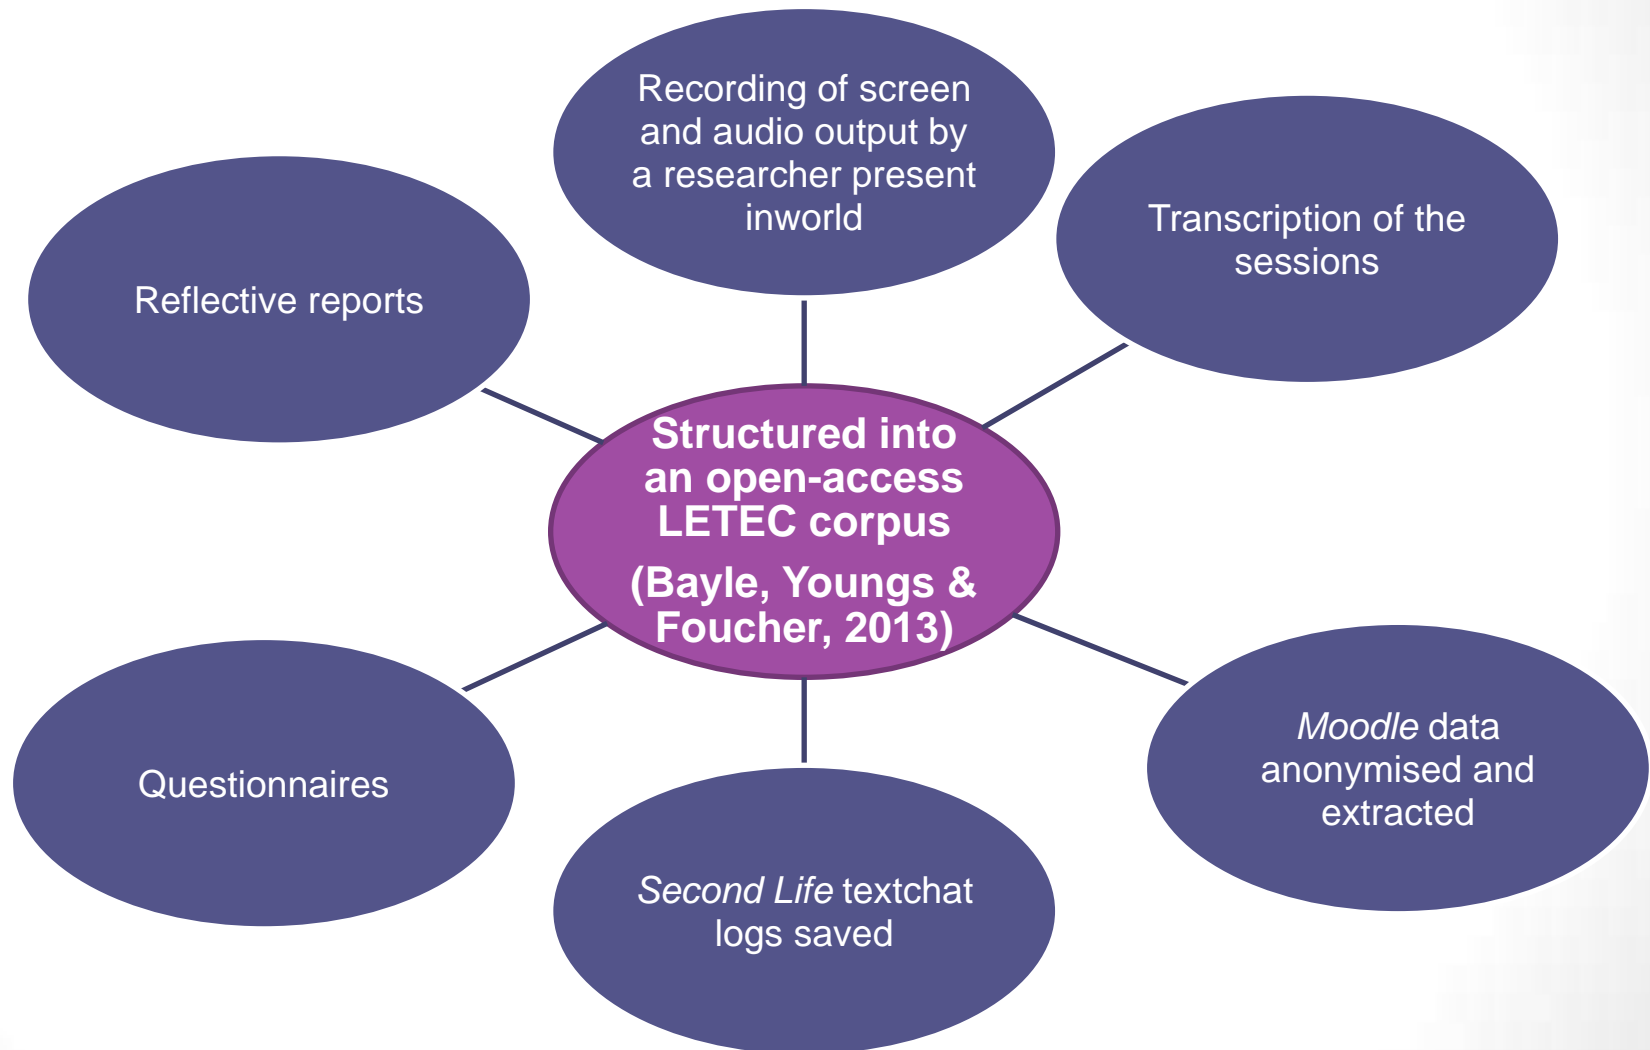 Recording of screen
and audio output by
a researcher present
inworld
Transcription of the
sessions
Reflective reports
Structured into
an open-access
LETEC corpus
(Bayle, Youngs &
Foucher, 2013)
Moodle data
anonymised and
extracted
Questionnaires
Second Life textchat
logs saved